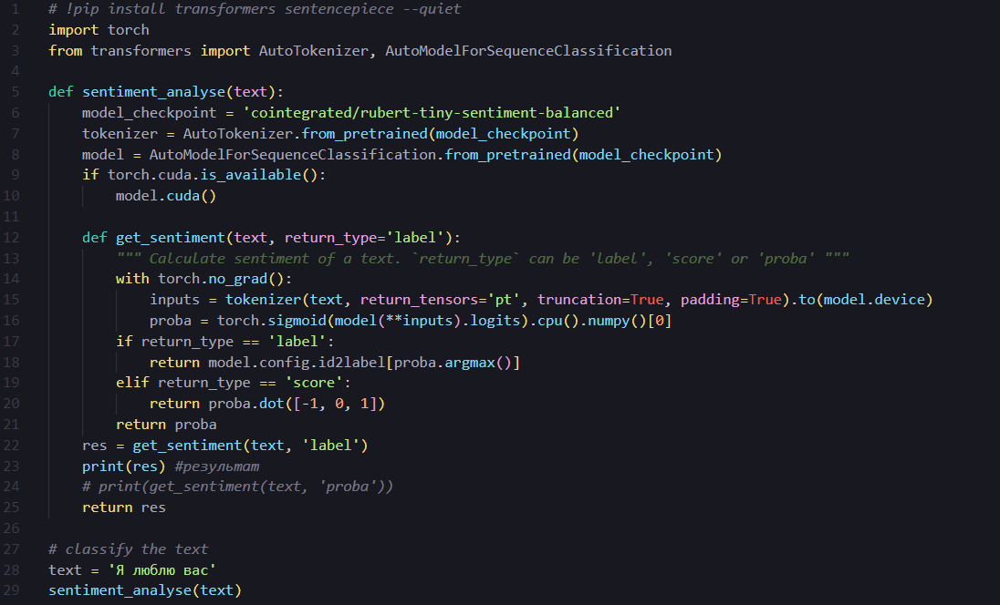 1 # !pip install transformers sentencepiece --quiet
2 import torch
3 from transformers import AutoTokenizer, AutoModelForSequenceClassification
4
5 def sentiment_analyse(text):
6     model_checkpoint = 'cointegrated/rubert-tiny-sentiment-balanced'
7     tokenizer = AutoTokenizer.from_pretrained(model_checkpoint)
8     model = AutoModelForSequenceClassification.from_pretrained(model_checkpoint)
9     if torch.cuda.is_available():
10         model.cuda()
11
12     def get_sentiment(text, return_type='label'):
13         """ Calculate sentiment of a text. `return_type` can be 'label', 'score' or 'proba' """
14         with torch.no_grad():
15             inputs = tokenizer(text, return_tensors='pt', truncation=True, padding=True).to(model.device)
16             proba = torch.sigmoid(model(**inputs).logits).cpu().numpy()[0]
17         if return_type == 'label':
18             return model.config.id2label[proba.argmax()]
19         elif return_type == 'score':
20             return proba.dot([-1, 0, 1])
21         return proba
22     res = get_sentiment(text, 'label')
23     print(res) #результат
24     # print(get_sentiment(text, 'proba'))
25     return res
26
27 # classify the text
28 text = 'Я люблю вас'
29 sentiment_analyse(text)